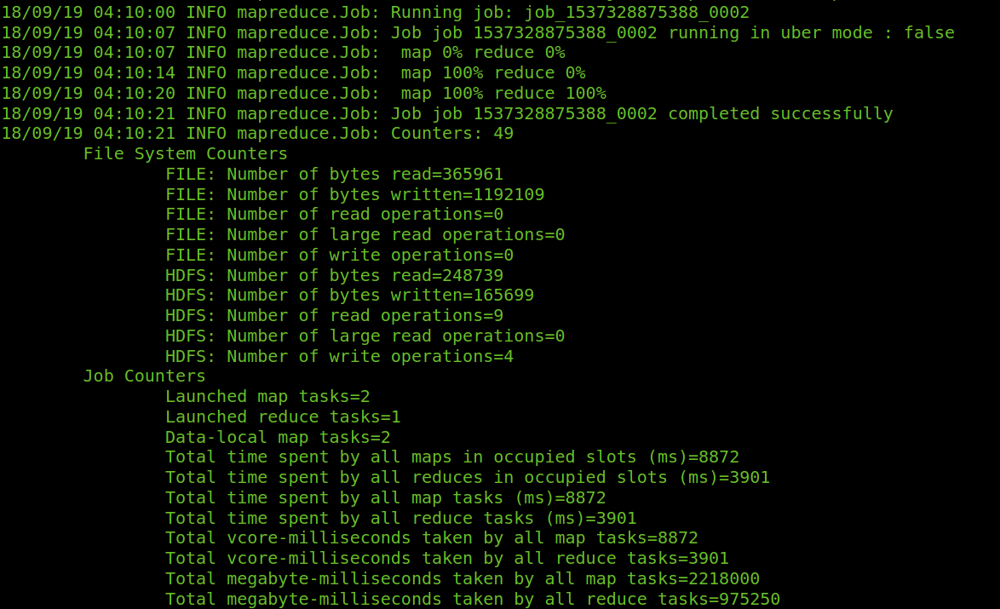 18/09/19 04:10:00 INFO mapreduce.Job: Running job: job_1537328875388_0002
18/09/19 04:10:07 INFO mapreduce.Job: Job job 1537328875388_0002 running in uber mode : false
18/09/19 04:10:07 INFO mapreduce.Job:  map 0% reduce 0%
18/09/19 04:10:14 INFO mapreduce.Job:  map 100% reduce 0%
18/09/19 04:10:20 INFO mapreduce.Job:  map 100% reduce 100%
18/09/19 04:10:21 INFO mapreduce.Job: Job job 1537328875388_0002 completed successfully
18/09/19 04:10:21 INFO mapreduce.Job: Counters: 49
File System Counters
FILE: Number of bytes read=365961
FILE: Number of bytes written=1192109
FILE: Number of read operations=0
FILE: Number of large read operations=0
FILE: Number of write operations=0
HDFS: Number of bytes read=248739
HDFS: Number of bytes written=165699
HDFS: Number of read operations=9
HDFS: Number of large read operations=0
HDFS: Number of write operations=4
Job Counters
Launched map tasks=2
Launched reduce tasks=1
Data-local map tasks=2
Total time spent by all maps in occupied slots (ms)=8872
Total time spent by all reduces in occupied slots (ms)=3901
Total time spent by all map tasks (ms)=8872
Total time spent by all reduce tasks (ms)=3901
Total vcore-milliseconds taken by all map tasks=8872
Total vcore-milliseconds taken by all reduce tasks=3901
Total megabyte-milliseconds taken by all map tasks=2218000
Total megabyte-milliseconds taken by all reduce tasks=975250